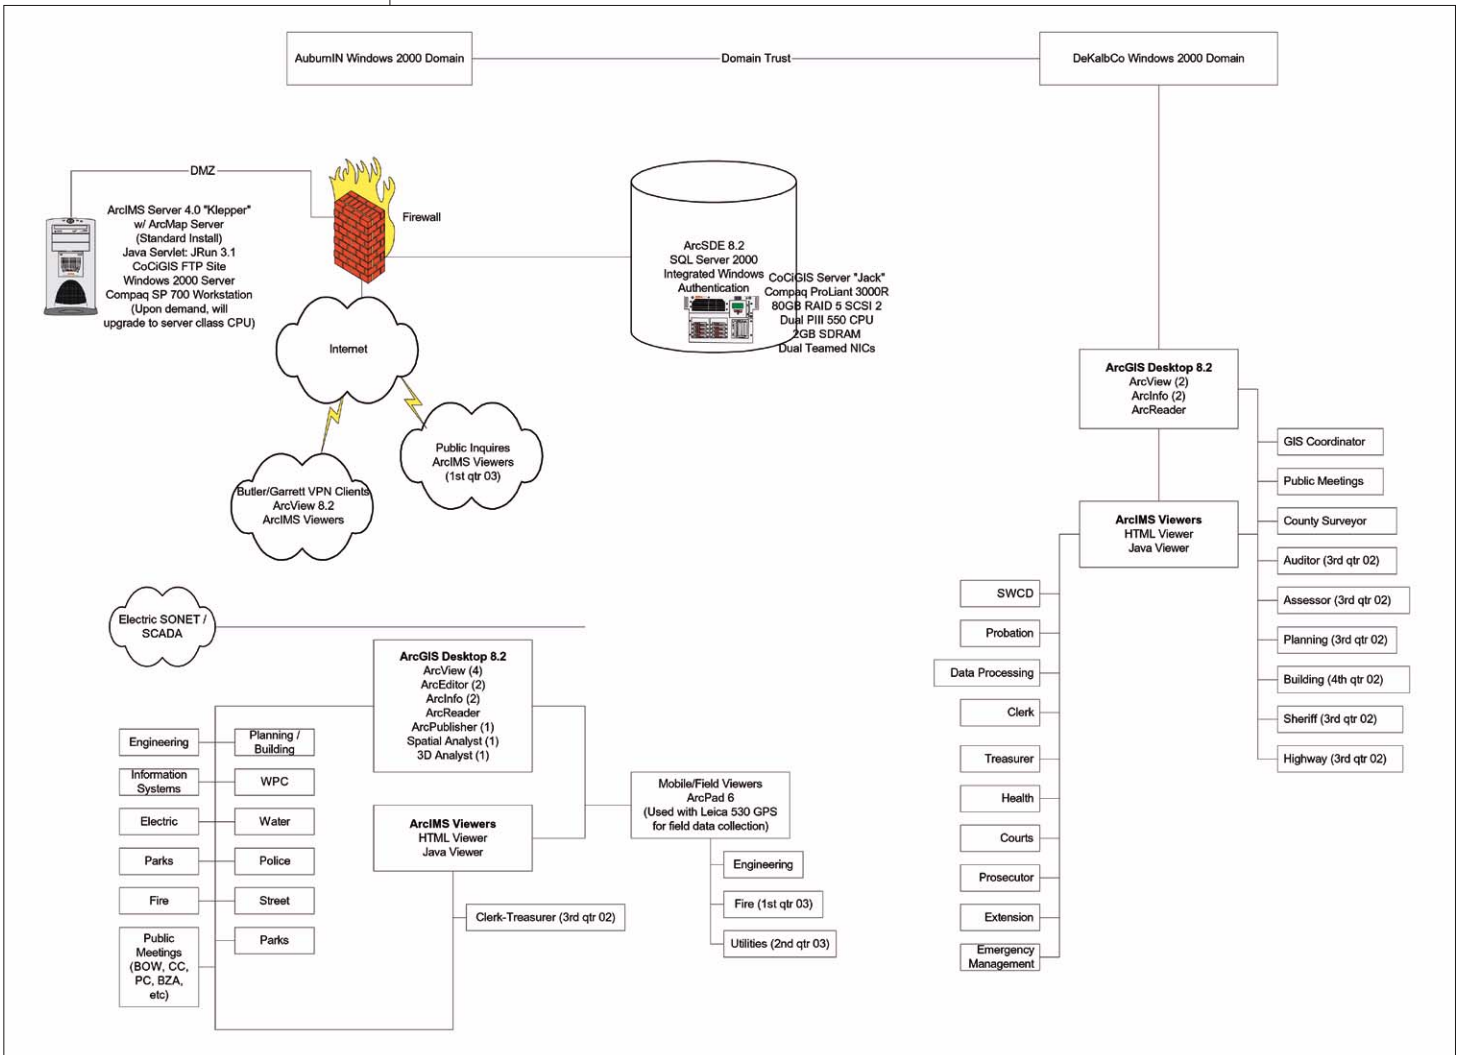 AuburnIN Windows 2000 Domain
Domain Trust
DeKalbCo Windows 2000 Domain
DMZ
ArcIMS Server 4.0 "Klepper"
w/ ArcMap Server
(Standard Install)
Java Servlet: JRun 3.1
CoCiGIS FTP Site
Windows 2000 Server
Compaq SP 700 Workstation
(Upon demand, will
upgrade to server cllass CPU)
Firewall
ArcSDE 8.2
SQL Server 2000
Integrated Windows
Authentication
CoCiGIS Server "Jack"
Compaq ProLiant 3000R
80GB RAID 5 SCSI 2
Dual PIII 550 CPU
2GB SDRAM
Dual Teamed NICs
Internet
Public Inquires
ArcIMS Viewers
(1st qtr 03)
Butler/Garrett VPN Clients
ArcView 8.2
ArcIMS Viewers
ArcGIS Desktop 8.2
ArcView (2)
ArcInfo (2)
ArcReader
GIS Coordinator
Public Meetings
County Surveyor
Auditor (3rd qtr 02)
Assessor (3rd qtr 02)
Planning (3rd qtr 02)
Building (4th qtr 02)
Sheriff (3rd qtr 02)
Highway (3rd qtr 02)
ArcIMS Viewers
HTML Viewer
Java Viewer
SWCD
Probation
Data Processing
Clerk
Treasurer
Health
Courts
Prosecutor
Extension
Emergency
Management
Electric SONET /
SCADA
ArcGIS Desktop 8.2
ArcView (4)
ArcEditor (2)
ArcInfo (2)
ArcReader
ArcPublisher (1)
Spatial Analyst (1)
3D Analyst (1)
Engineering
Planning /
Building
Information
Systems
WPC
Electric
Water
Parks
Police
Fire
Street
Public
Meetings
(BOW, CC,
PC, BZA,
etc)
Parks
ArcIMS Viewers
HTML Viewer
Java Viewer
Clerk-Treasurer (3rd qtr 02)
Mobile/Field Viewers
ArcPad 6
(Used with Leica 530 GPS
for field data collection)
Engineering
Fire (1st qtr 03)
Utilities (2nd qtr 03)